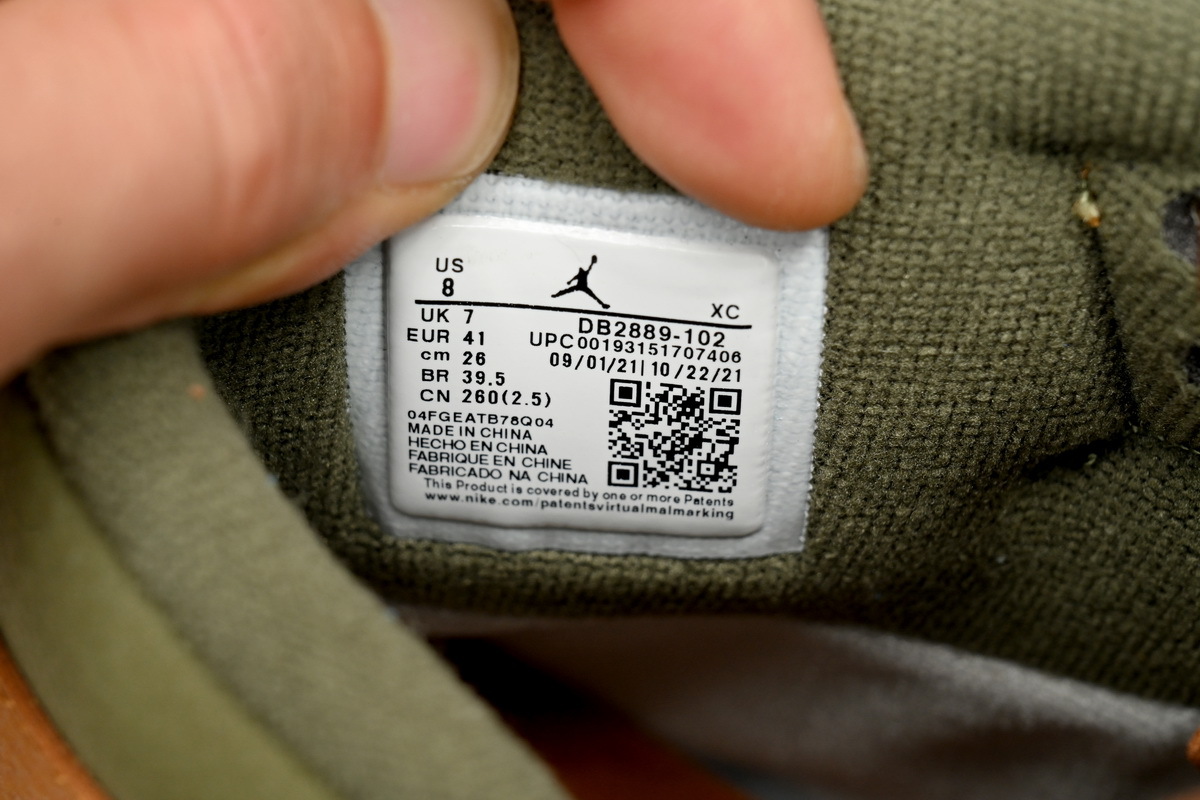 US
8
XC
UK 7
EUR 41
cm 26
BR 39.5
CN 260(2.5)
DB2889-102
UPC00193151707406
09/01/21| 10/22/21
04FGEATB78Q04
MADE IN CHINA
HECHO EN CHINA
FABRIQUE EN CHINE
FABRICADO NA CHINA
This Product is covered by one or more Patents
www.nike.com/patentsvirtualmalmarking